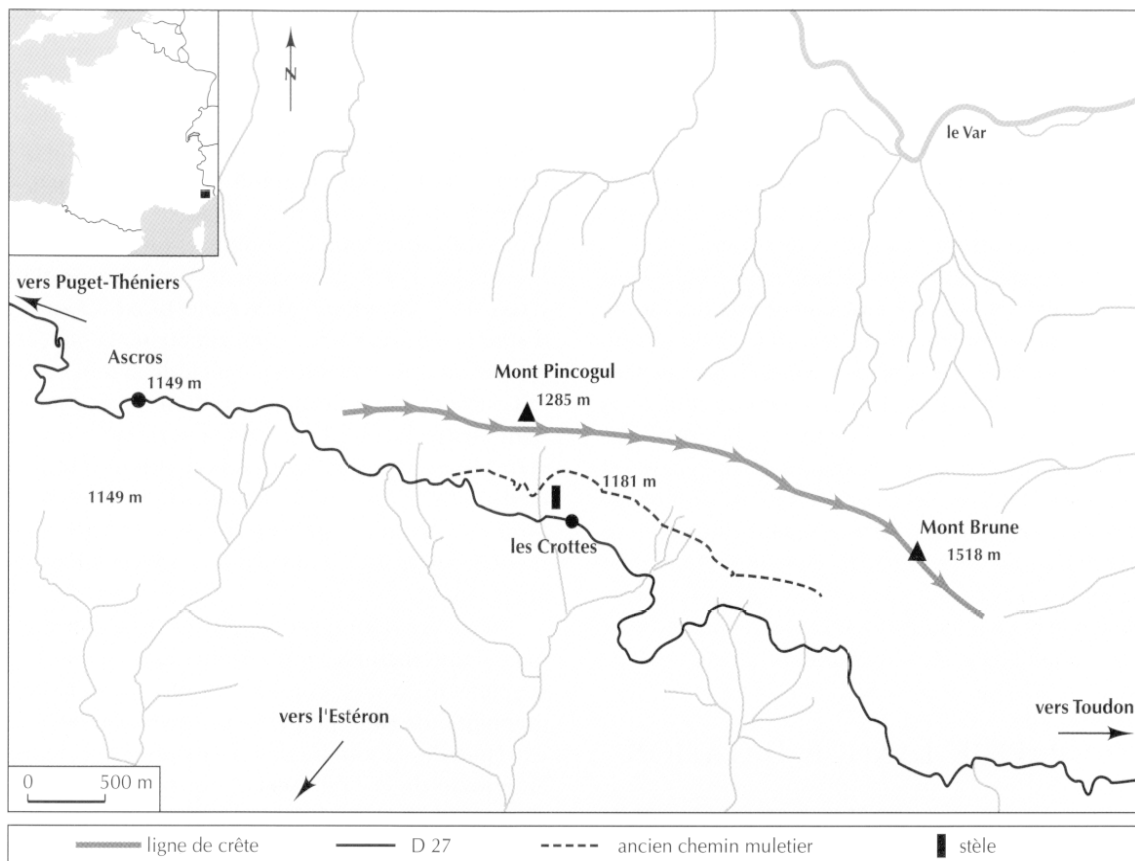 N
le Var
vers Puget-Théniers
Ascros
1149 m
Mont Pincogul
1285 m
1149 m
1181 m
les Crottes
Mont Brune
1518 m
vers l'Estéron
vers Toudon
0 500 m
ligne de crête D 27 ancien chemin muletier stèle